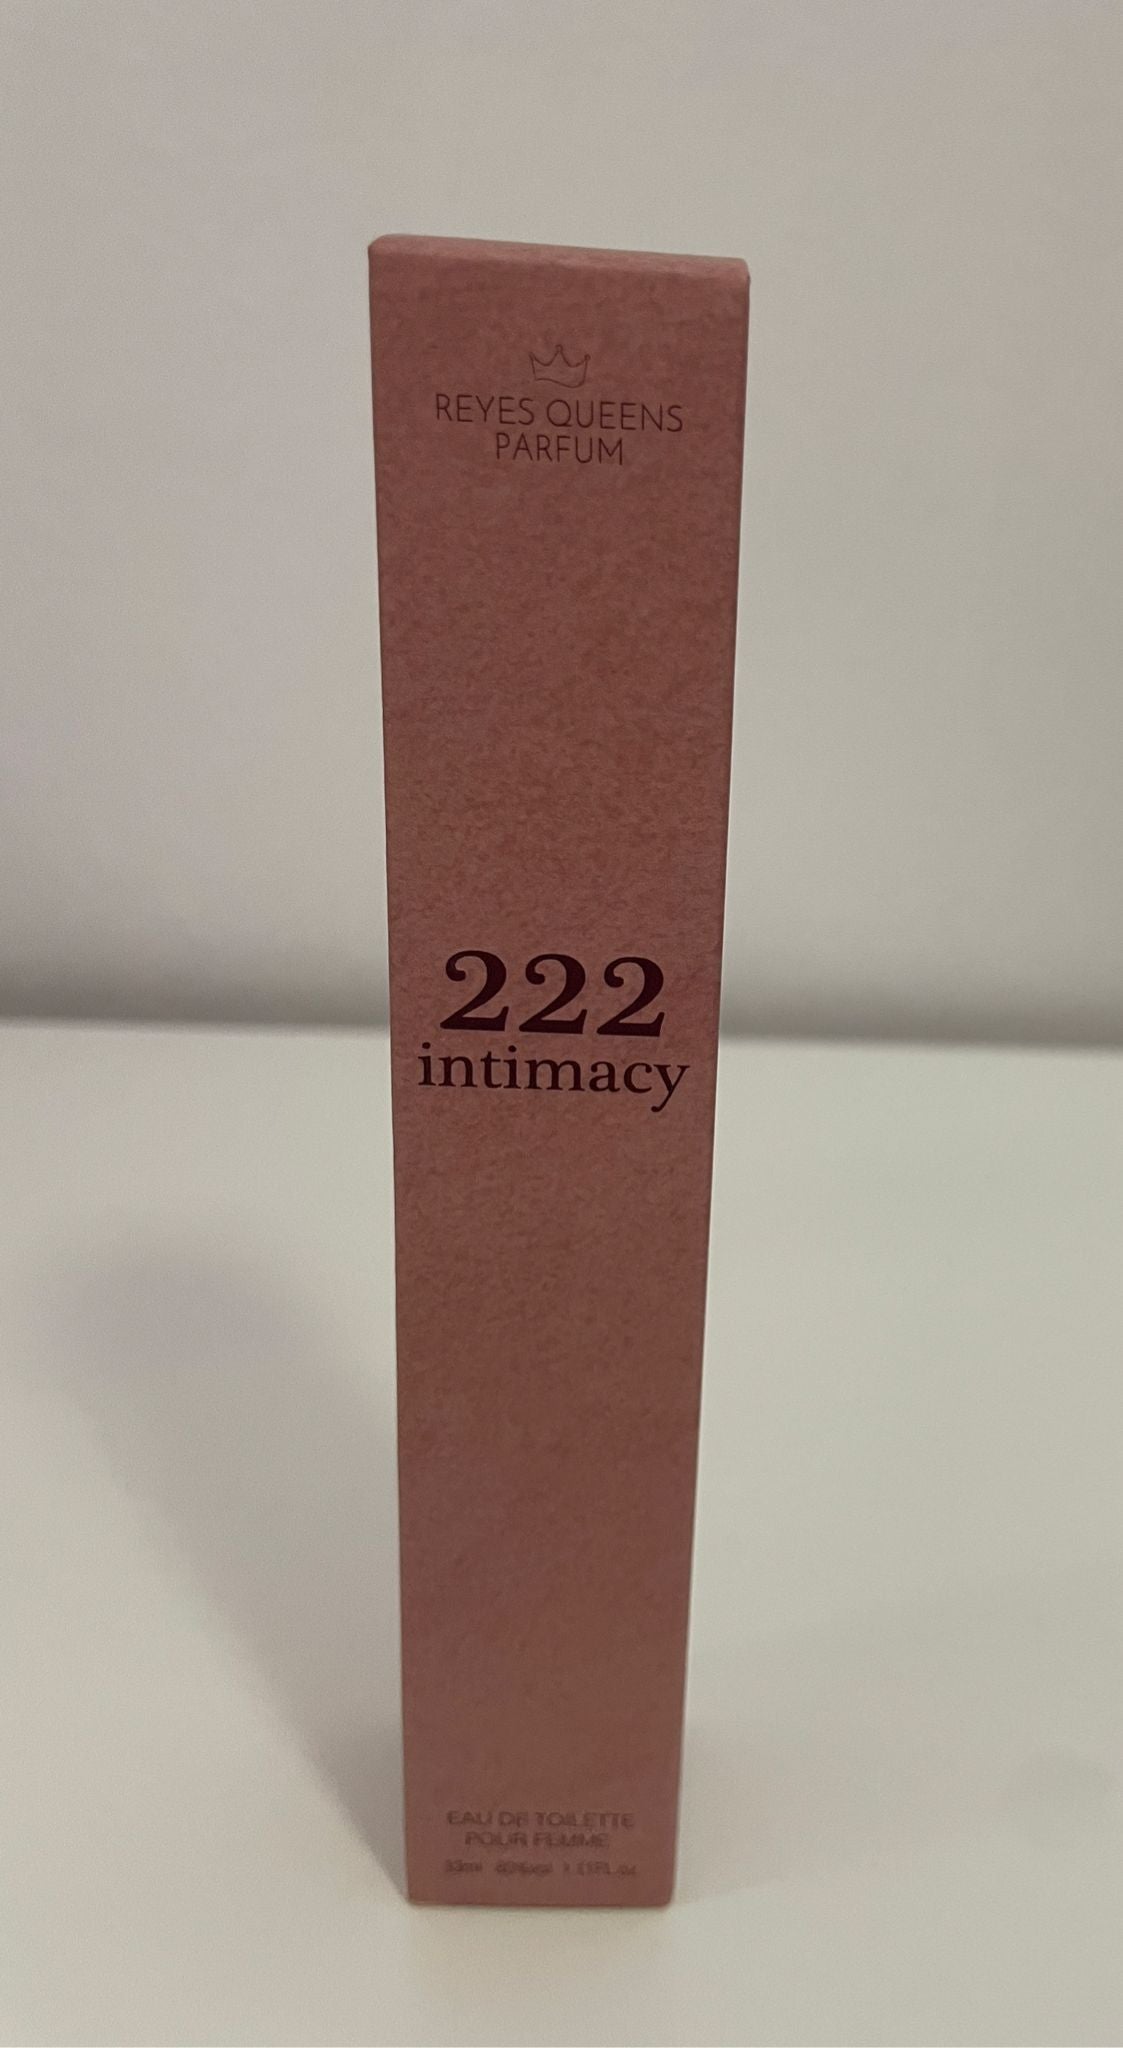 REYES QUEENS
PARFUM
222
intimacy
EAU DE TOILETTE
POUR FEMME